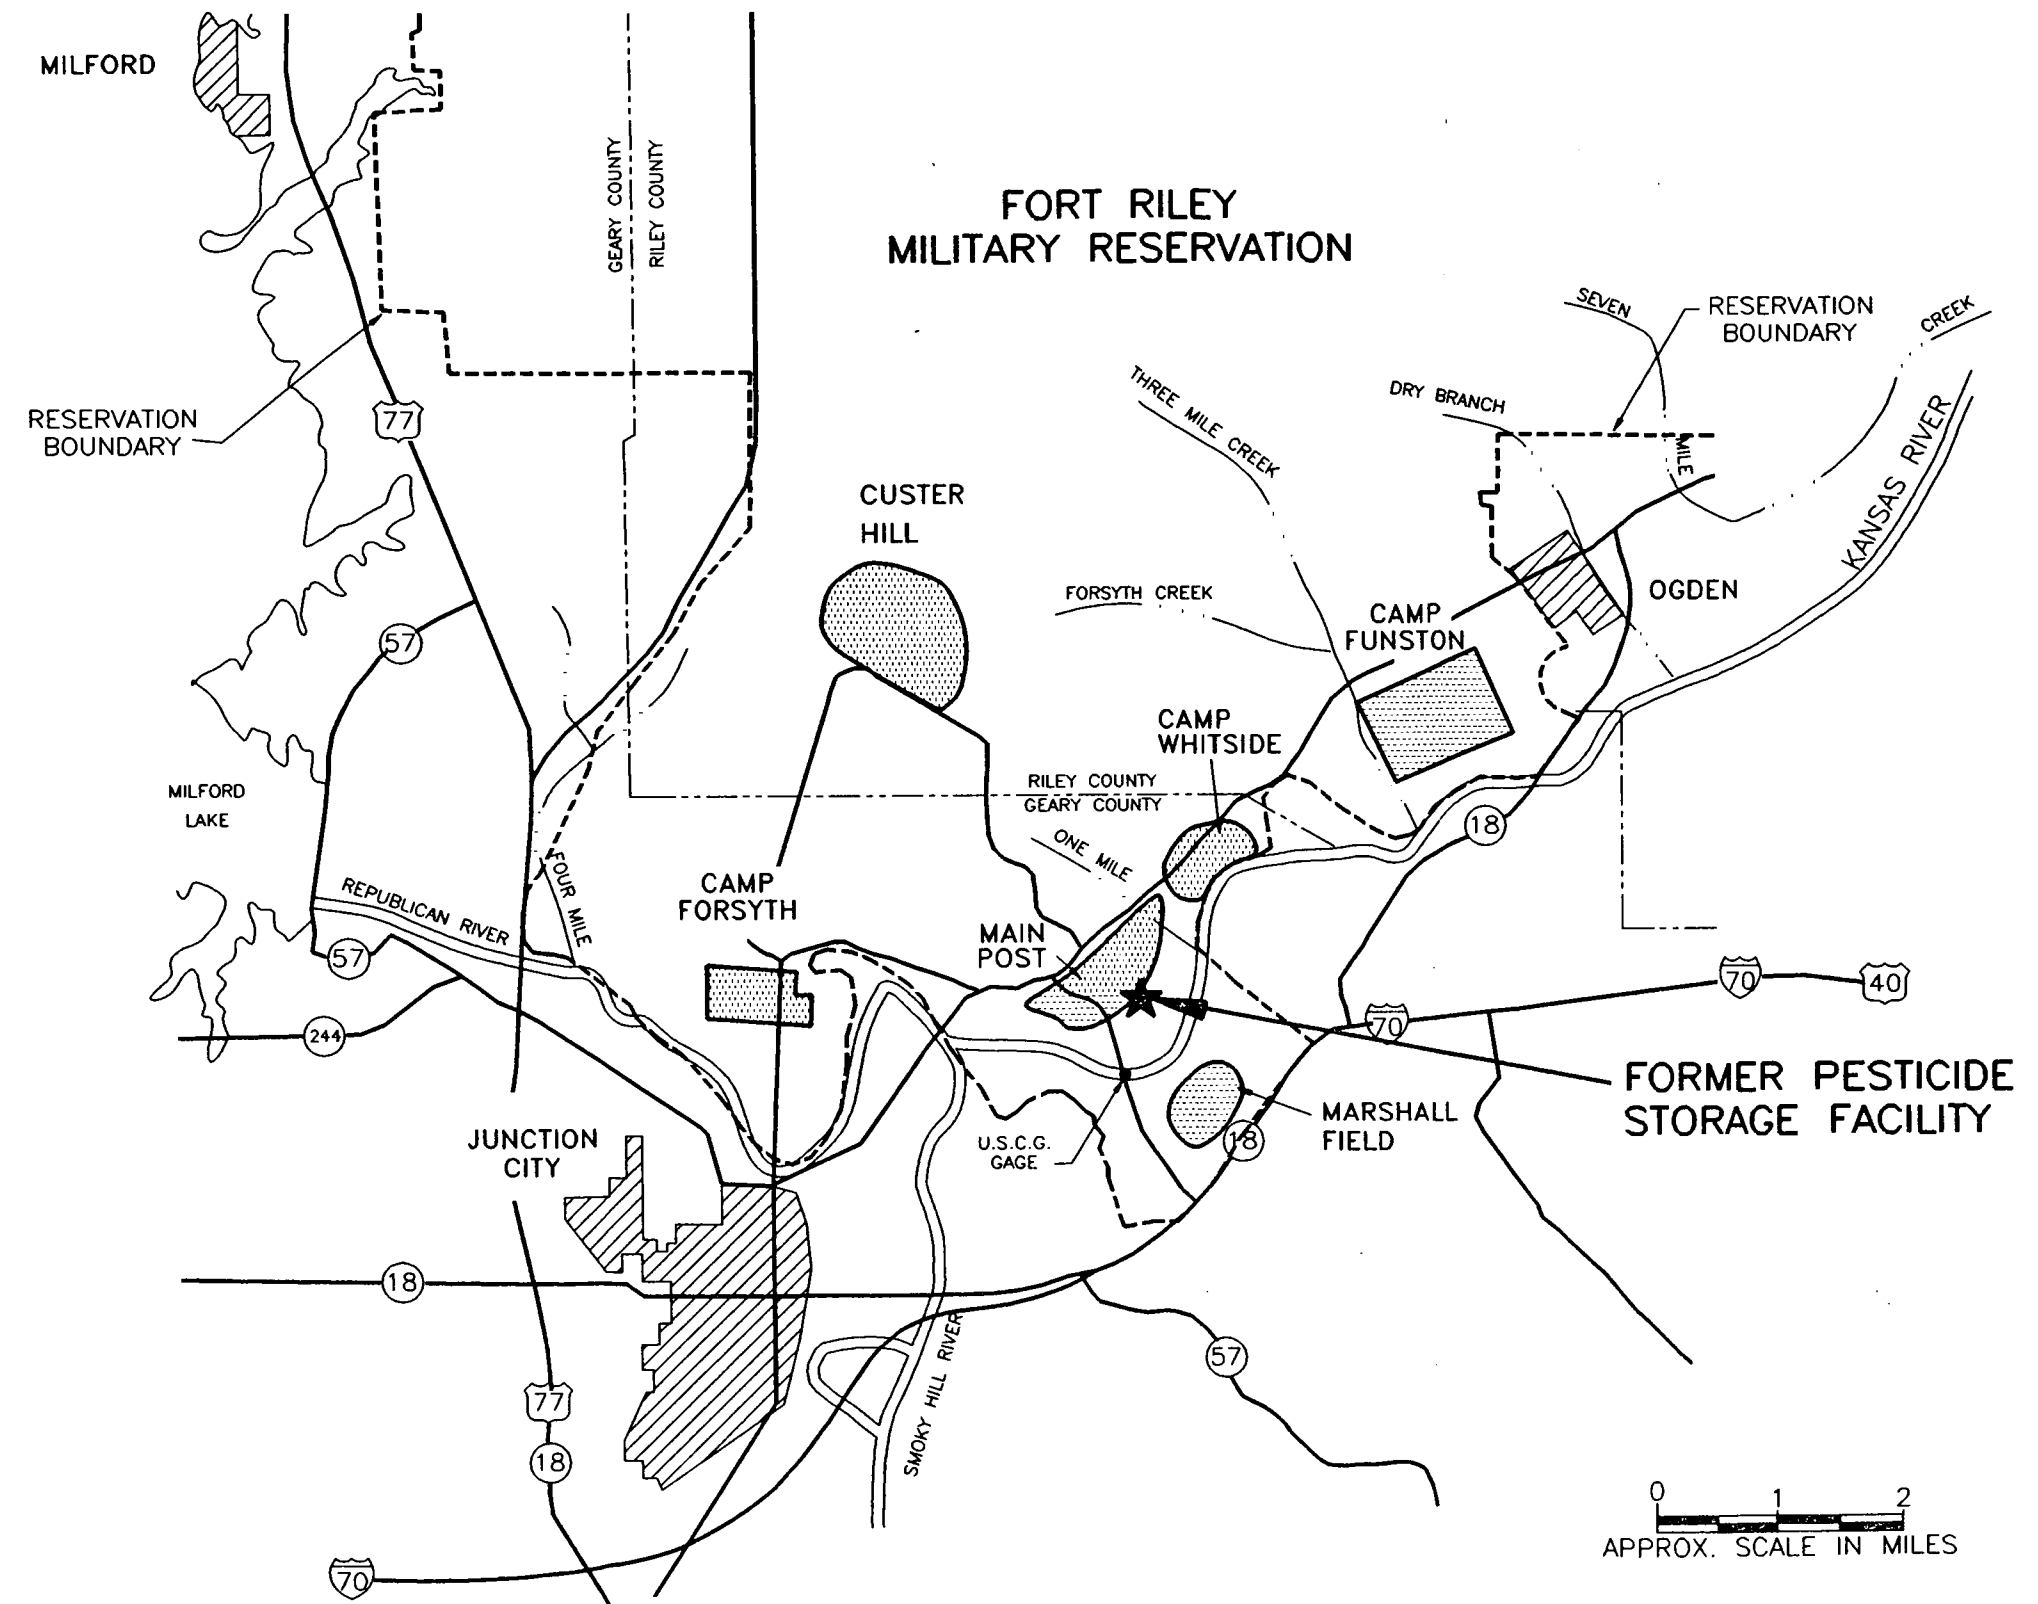 MILFORD
GEARY COUNTY
RILEY COUNTY
FORT RILEY
MILITARY RESERVATION
SEVEN
RESERVATION
BOUNDARY
CREEK
THREE MILE CREEK
DRY BRANCH
MILE
KANSAS RIVER
RESERVATION
BOUNDARY
77
CUSTER
HILL
FORSYTH CREEK
OGDEN
CAMP
FUNSTON
57
CAMP
WHITSIDE
RILEY COUNTY
GEARY COUNTY
MILFORD
LAKE
18
ONE MILE
FOUR MILE
CAMP
FORSYTH
REPUBLICAN RIVER
MAIN
POST
57
70
40
70
244
FORMER PESTICIDE
STORAGE FACILITY
MARSHALL
FIELD
18
U.S.C.G.
GAGE
JUNCTION
CITY
18
SMOKY HILL RIVER
57
77
18
70
0 1 2
APPROX. SCALE IN MILES